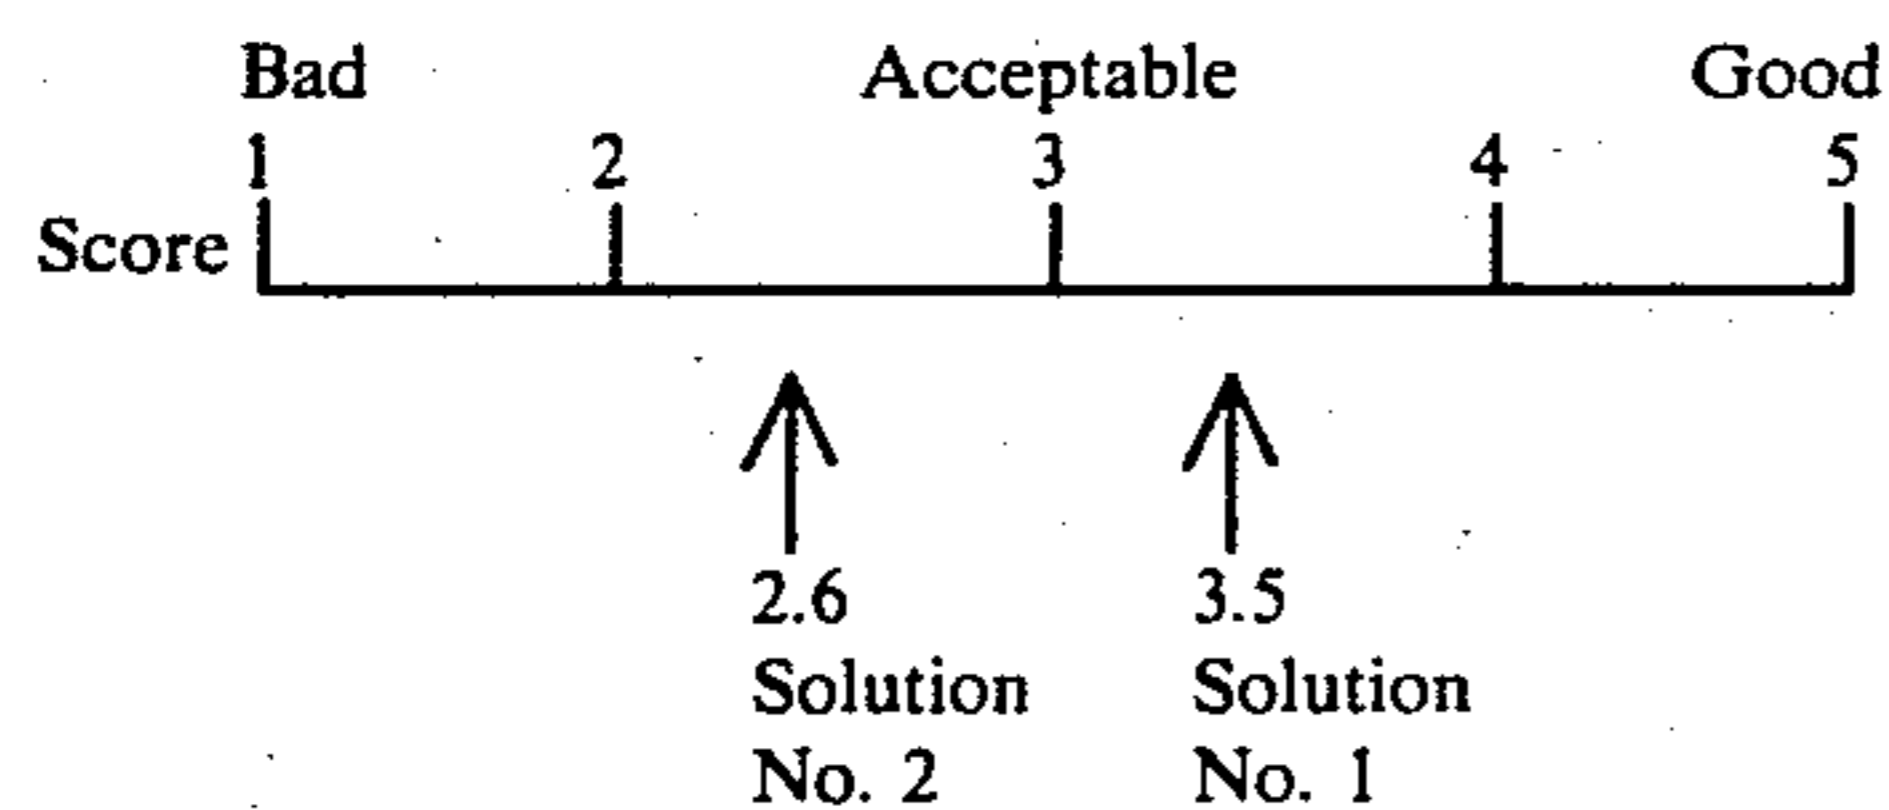 Bad Acceptable Good
1 2 3 4 5
Score
2.6 3.5
Solution Solution
No. 2 No. 1